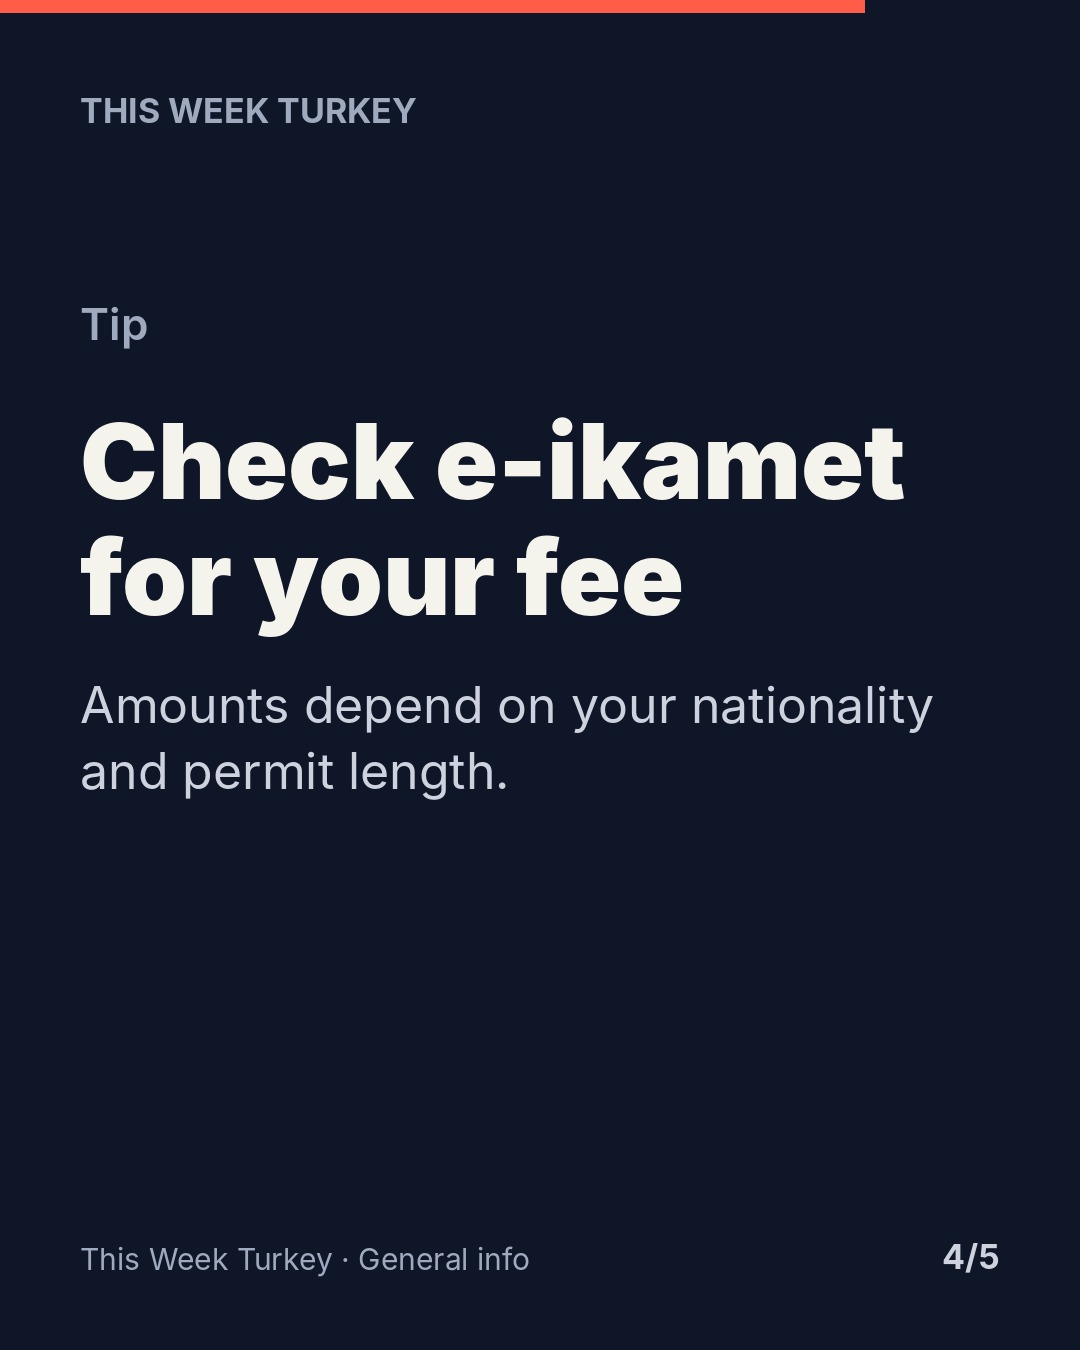 THIS WEEK TURKEY
Tip
Check e-ikamet
for your fee
Amounts depend on your nationality
and permit length.
This Week Turkey · General info
4/5